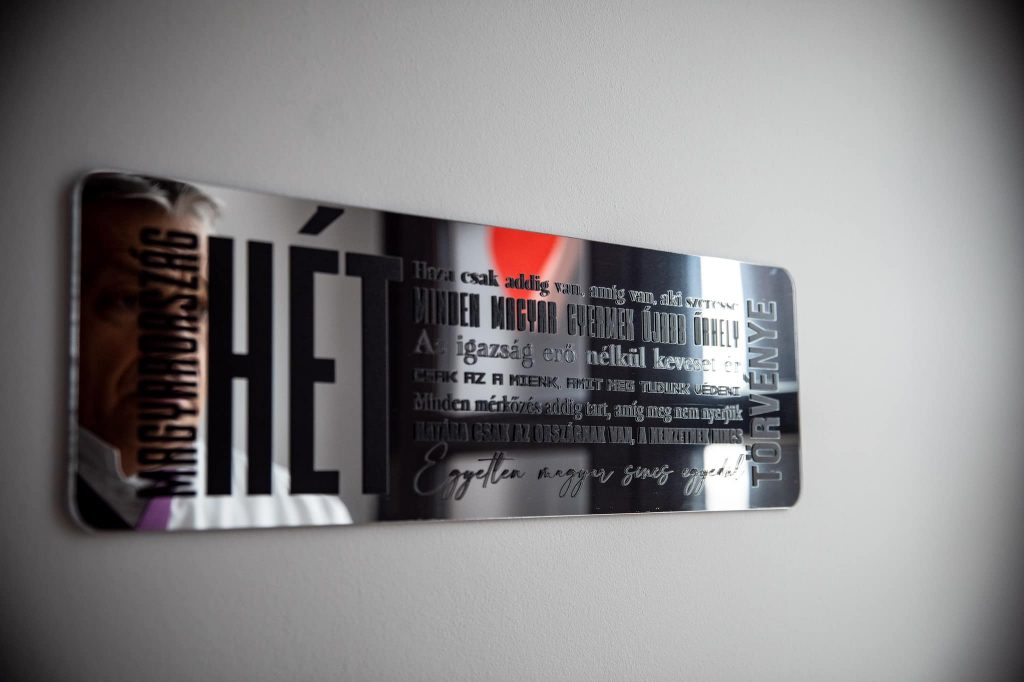 MAGYARORSZÁG
HÉT
Haza csak addig van, amíg van, aki szeresse
MINDEN MAGYAR GYERMEK ÚJABB ŐRHELY
Az igazság erő nélkül keveset ér
CSAK AZ A MIENK, AMIT MEG TUDUNK VÉDENI
Minden mérkőzés addig tart, amíg meg nem nyerjük
HATÁRA CSAK AZ ORSZÁGNAK VAN, A NEMZETNEK NINCS
Egyetlen magyar sincs egyedül
TÖRVÉNYE